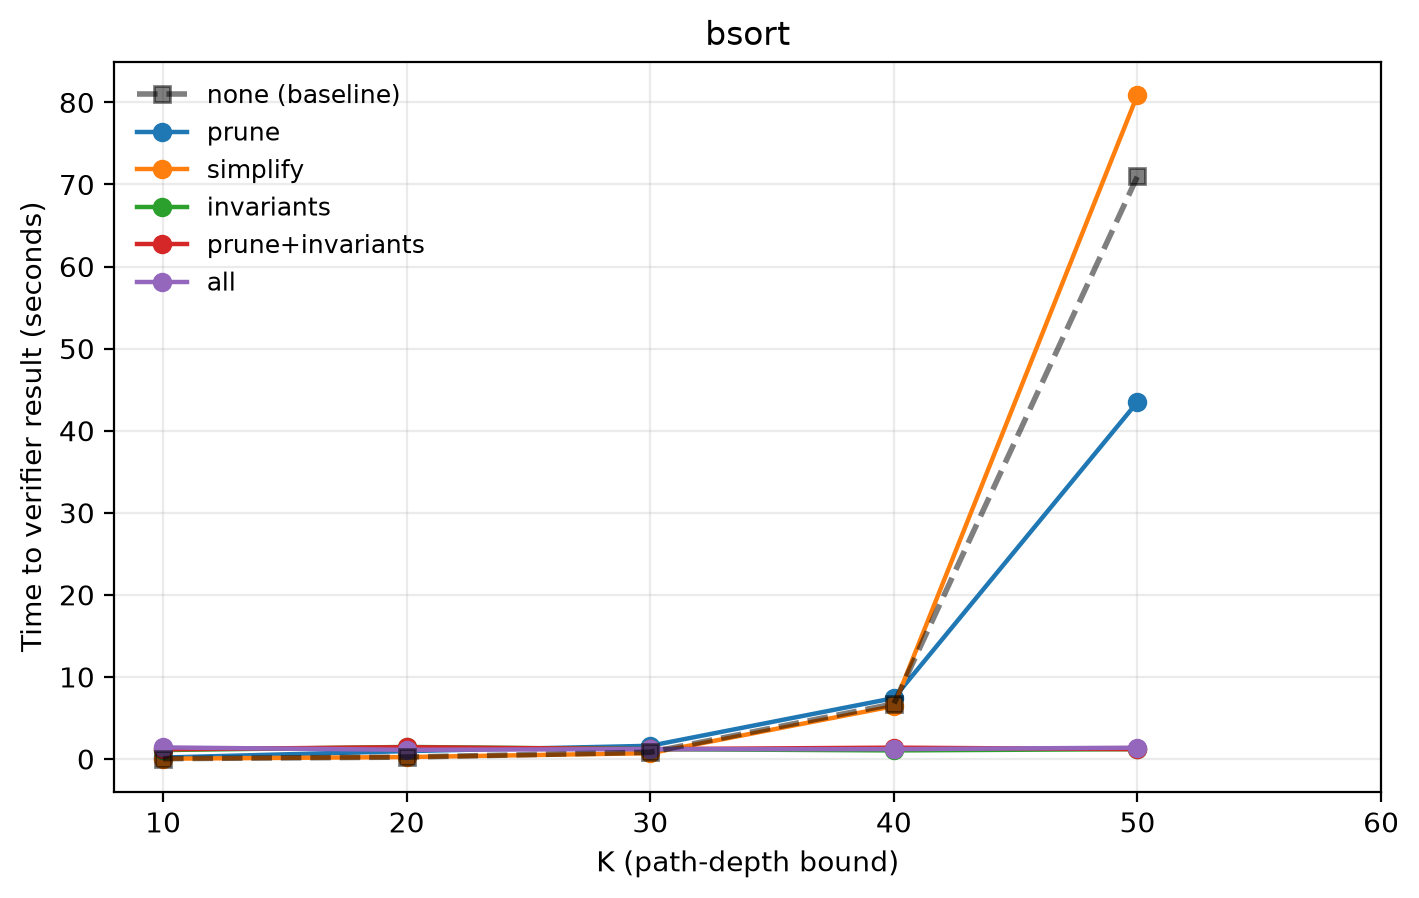 bsort
none (baseline)
prune
simplify
invariants
prune+invariants
all
Time to verifier result (seconds)
80
70
60
50
40
30
20
10
0
10 20 30 40 50 60
K (path-depth bound)